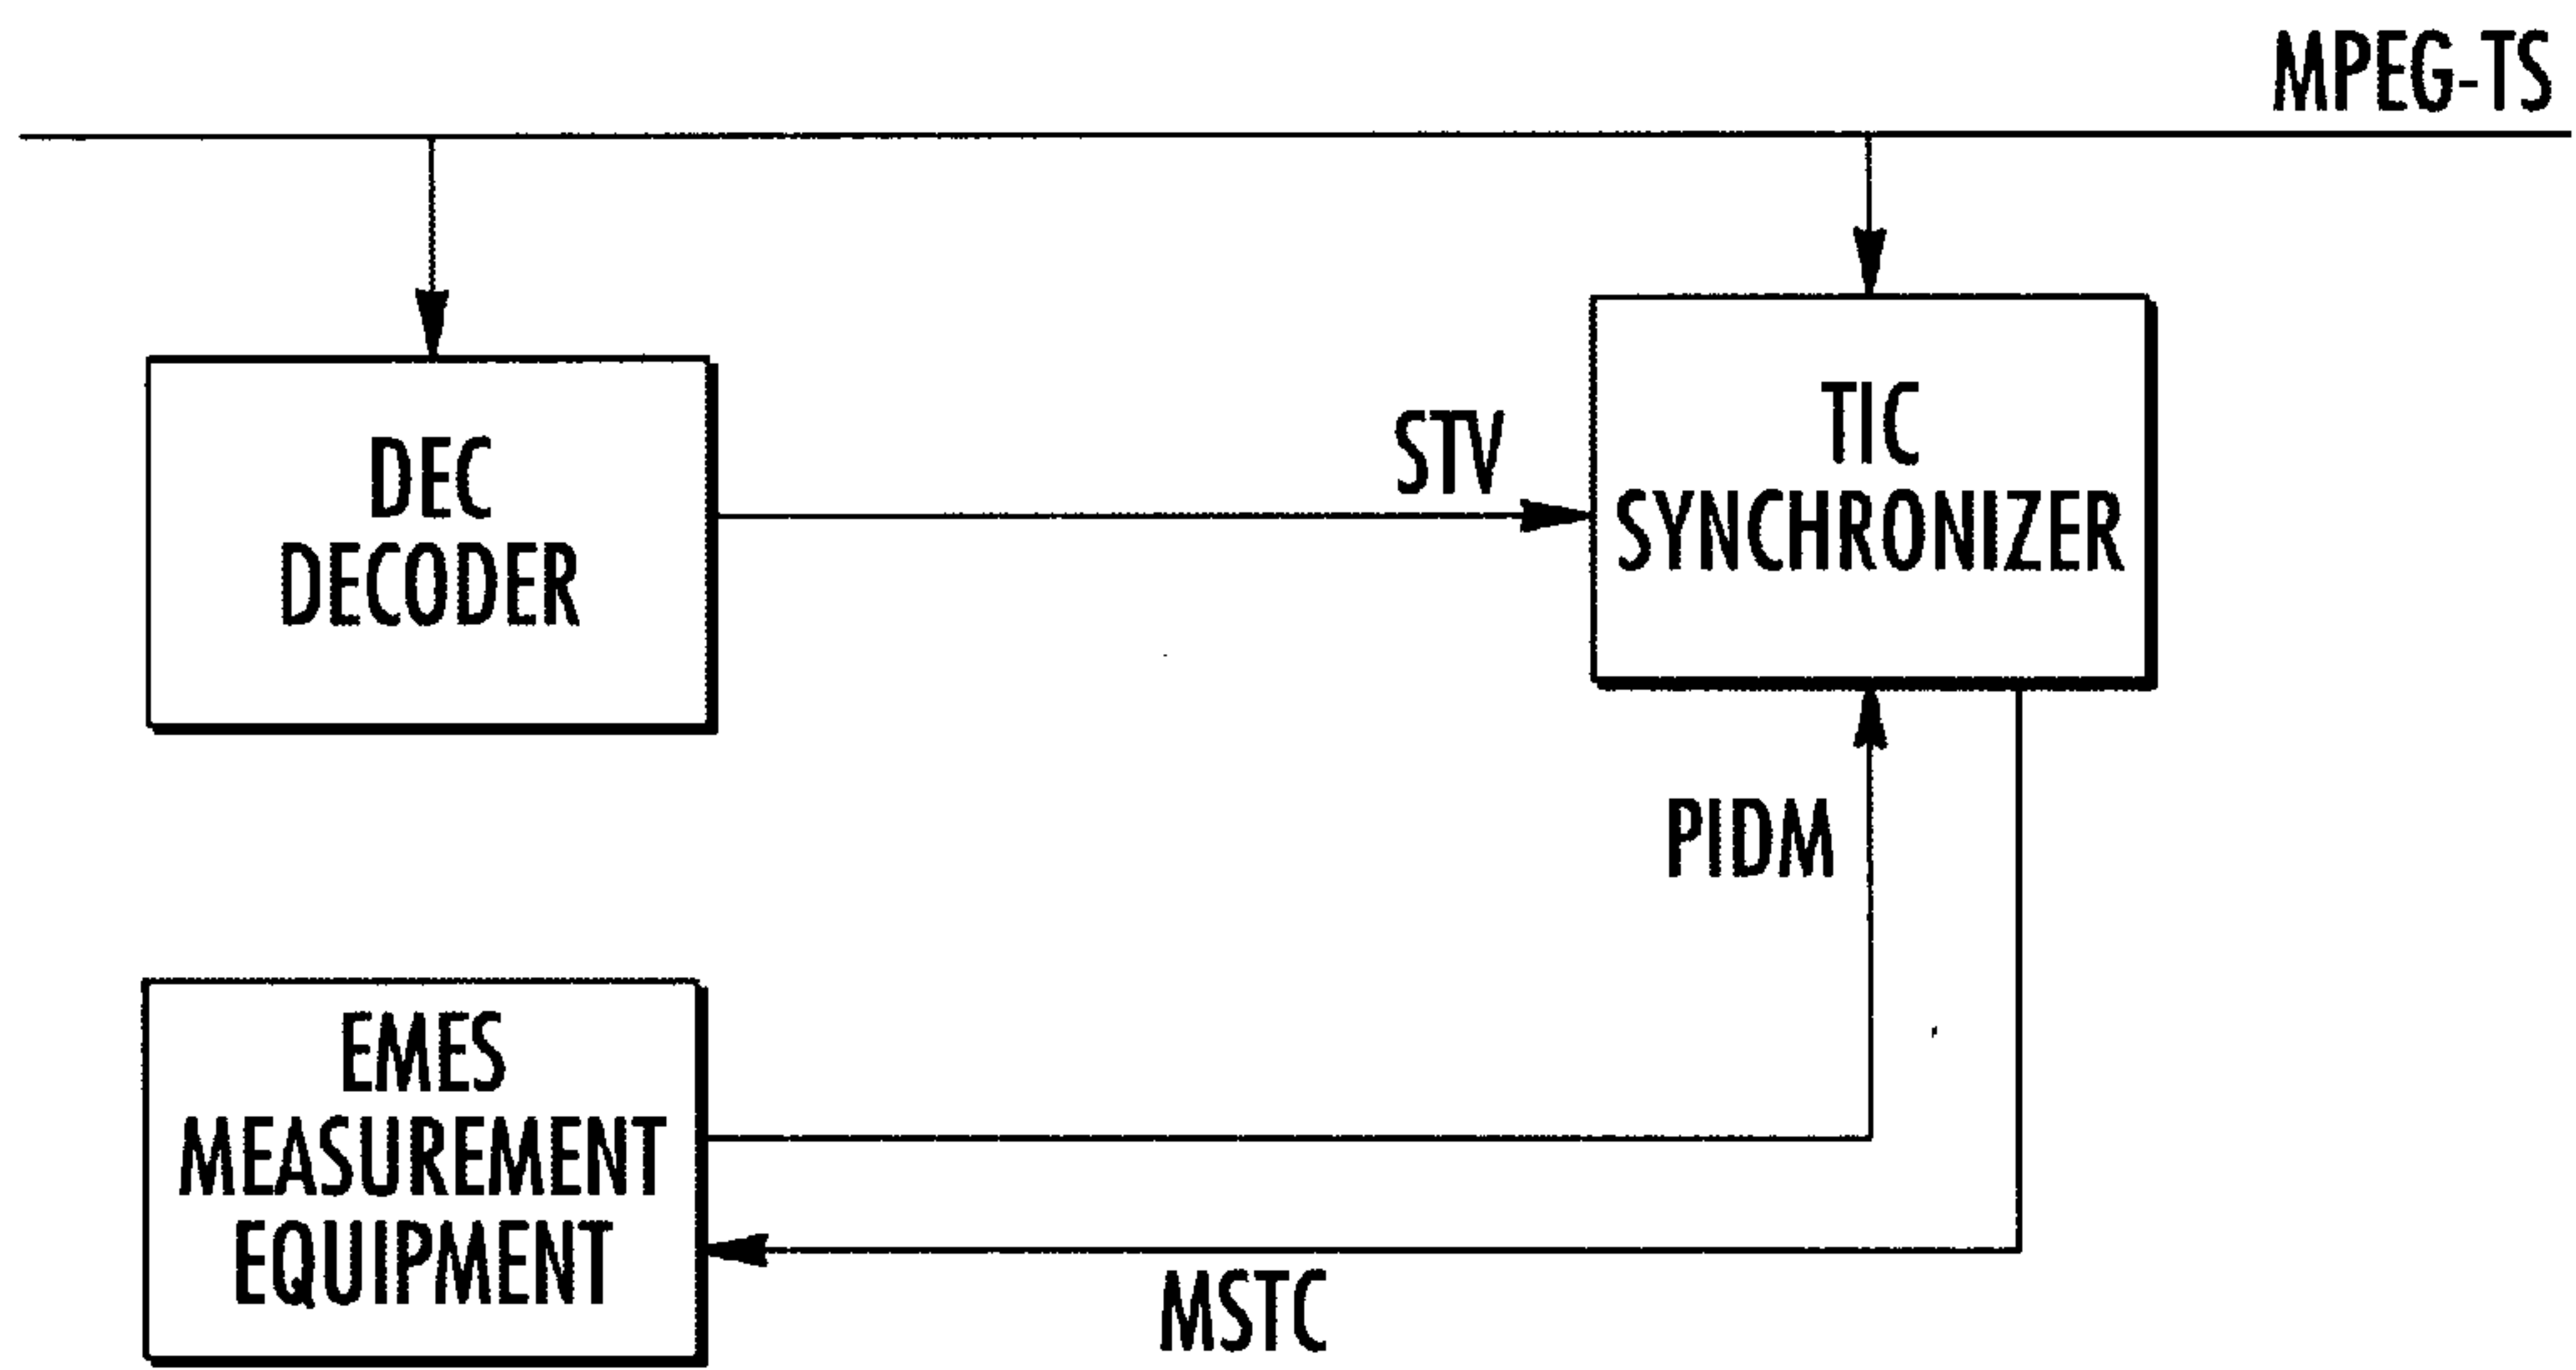 MPEG-TS
DEC
DECODER
STV
TIC
SYNCHRONIZER
PIDM
EMES
MEASUREMENT
EQUIPMENT
MSTC